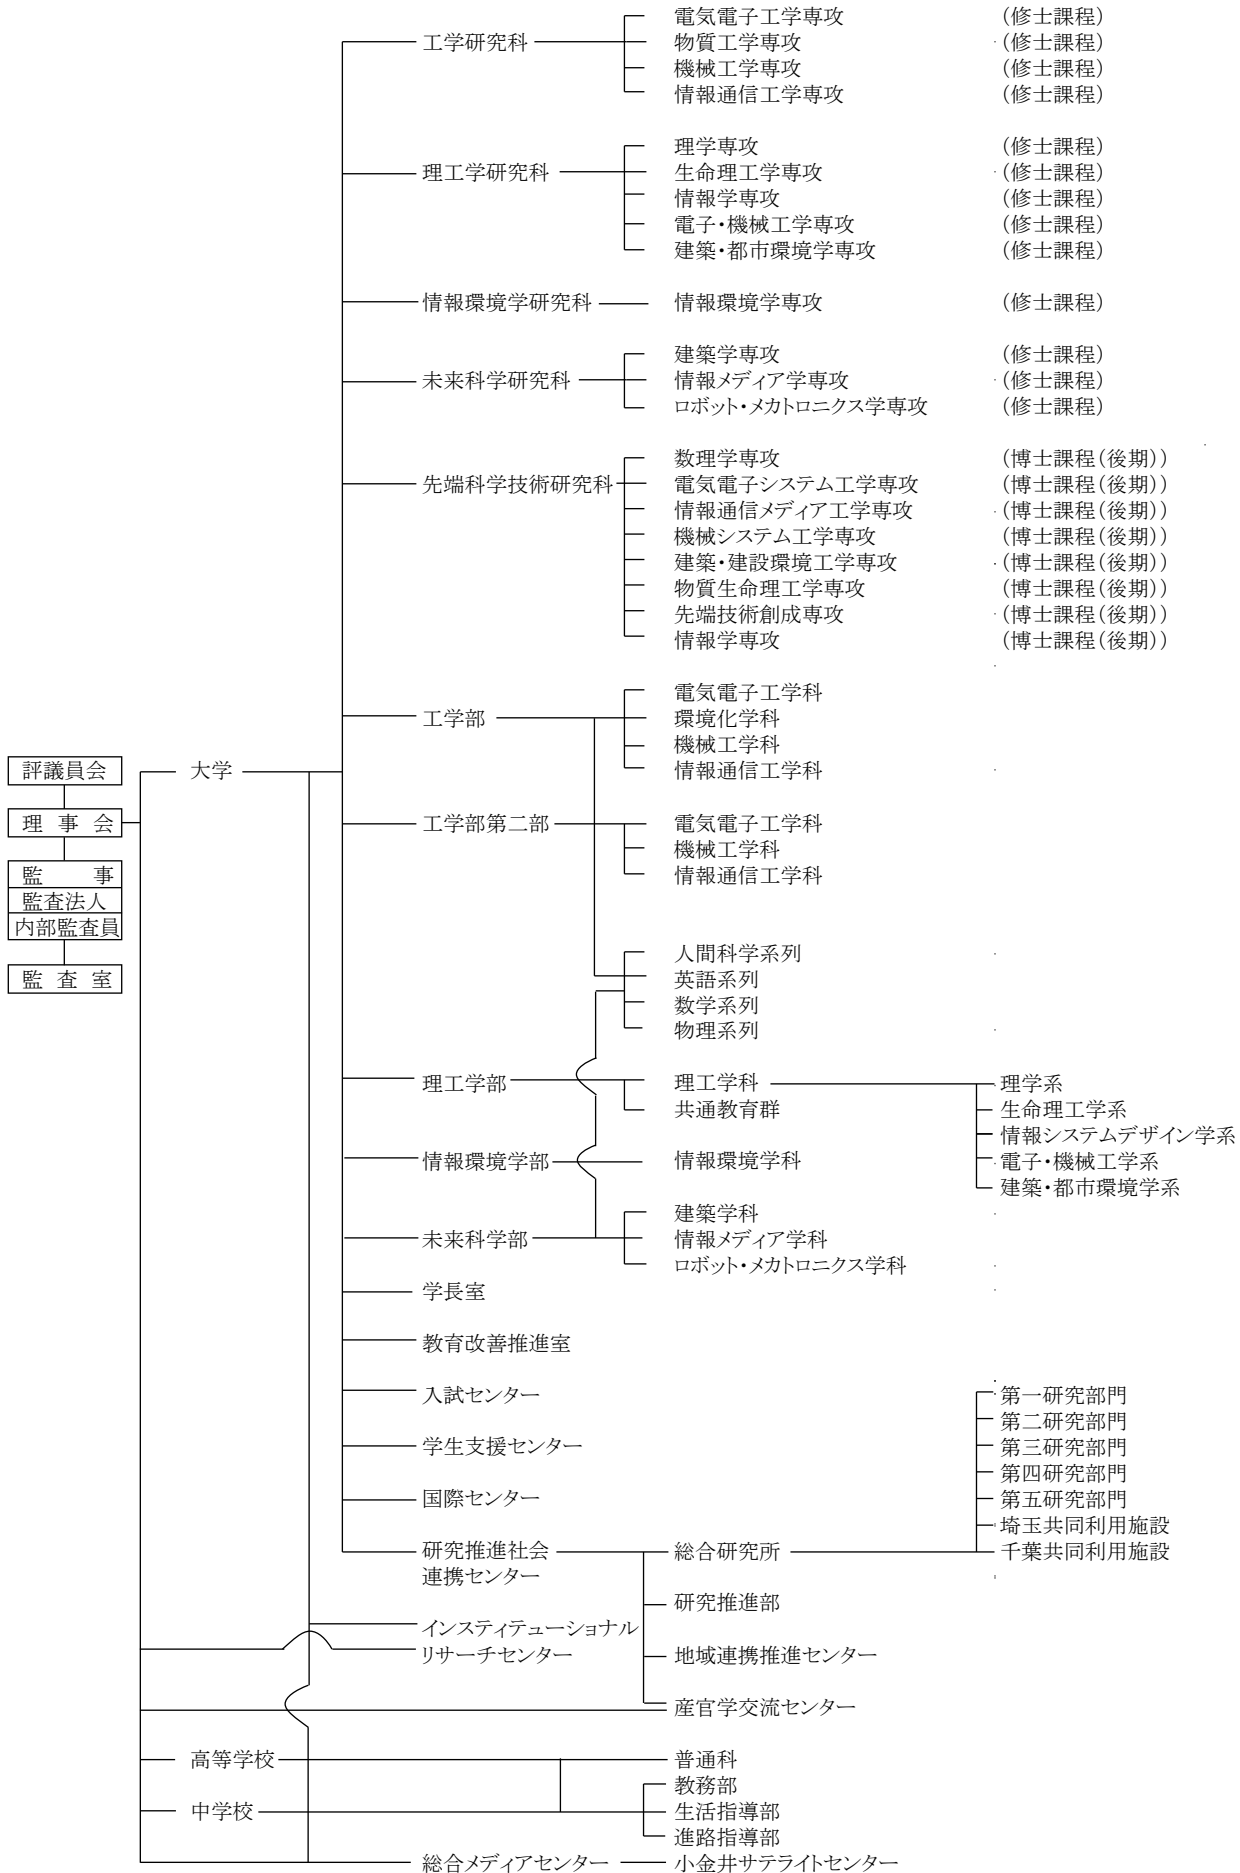 電気電子工学専攻 (修士課程)
工学研究科 物質工学専攻 (修士課程)
機械工学専攻 (修士課程)
情報通信工学専攻 (修士課程)
理学専攻 (修士課程)
理工学研究科 生命理工学専攻 (修士課程)
情報学専攻 (修士課程)
電子・機械工学専攻 (修士課程)
建築・都市環境学専攻 (修士課程)
情報環境学研究科 情報環境学専攻 (修士課程)
建築学専攻 (修士課程)
未来科学研究科 情報メディア学専攻 (修士課程)
ロボット・メカトロニクス学専攻 (修士課程)
数理学専攻 (博士課程(後期))
先端科学技術研究科 電気電子システム工学専攻 (博士課程(後期))
情報通信メディア工学専攻 (博士課程(後期))
機械システム工学専攻 (博士課程(後期))
建築・建設環境工学専攻 (博士課程(後期))
物質生命理工学専攻 (博士課程(後期))
先端技術創成専攻 (博士課程(後期))
情報学専攻 (博士課程(後期))
電気電子工学科
工学部 環境化学科
機械工学科
評議員会 大学 情報通信工学科
理事会 工学部第二部 電気電子工学科
機械工学科
監事 情報通信工学科
監査法人
内部監査員
人間科学系列
監査室 英語系列
数学系列
物理系列
理工学部 理工学科 理学系
共通教育群 生命理工学系
情報システムデザイン学系
情報環境学部 情報環境学科 電子・機械工学系
建築・都市環境学系
建築学科
未来科学部 情報メディア学科
ロボット・メカトロニクス学科
学長室
教育改善推進室
入試センター 第一研究部門
第二研究部門
学生支援センター 第三研究部門
第四研究部門
国際センター 第五研究部門
埼玉共同利用施設
研究推進社会 総合研究所 千葉共同利用施設
連携センター
研究推進部
インスティテューショナル
リサーチセンター 地域連携推進センター
産官学交流センター
高等学校 普通科
教務部
中学校 生活指導部
進路指導部
総合メディアセンター 小金井サテライトセンター